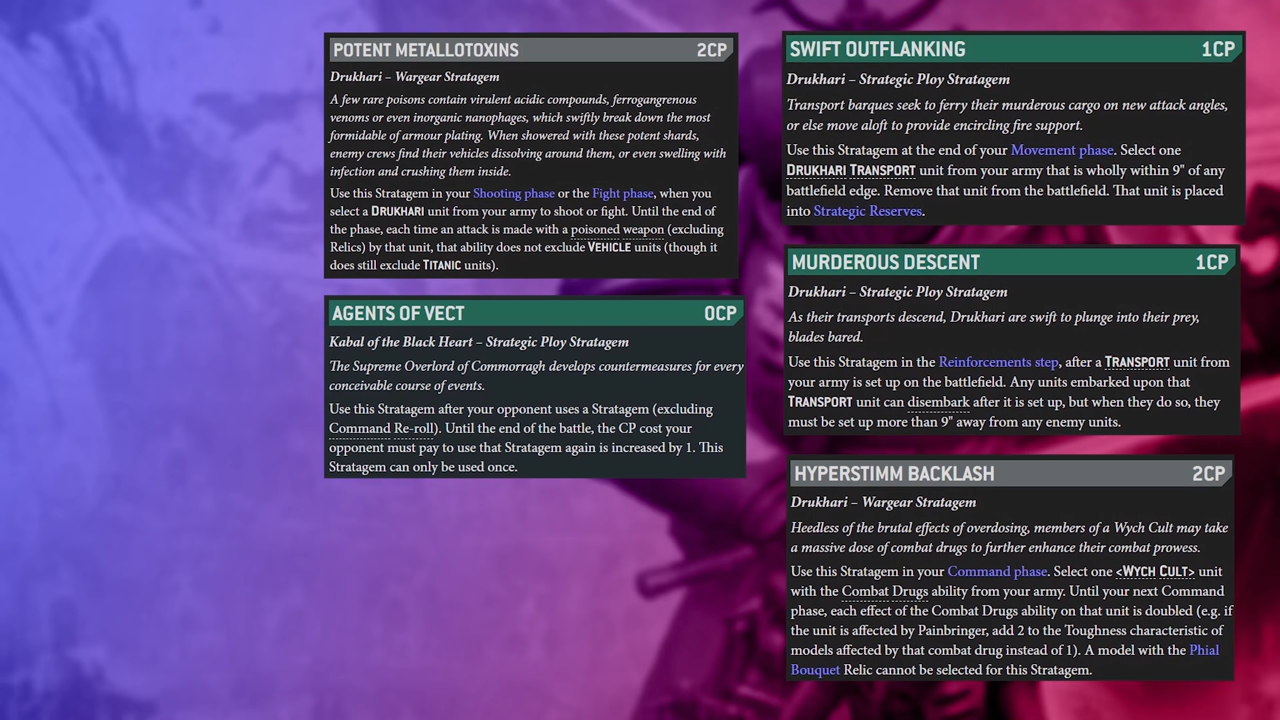 POTENT METALLOTOXINS 2CP
Drukhari – Wargear Stratagem
A few rare poisons contain virulent acidic compounds, ferrogangrenous
venoms or even inorganic nanophages, which swiftly break down the most
formidable of armour plating. When showered with these potent shards,
enemy crews find their vehicles dissolving around them, or even swelling with
infection and crushing them inside.
Use this Stratagem in your Shooting phase or the Fight phase, when you
select a DRUKHARI unit from your army to shoot or fight. Until the end of
the phase, each time an attack is made with a poisoned weapon (excluding
Relics) by that unit, that ability does not exclude VEHICLE units (though it
does still exclude TITANIC units).
AGENTS OF VECT 0CP
Kabal of the Black Heart – Strategic Ploy Stratagem
The Supreme Overlord of Commorragh develops countermeasures for every
conceivable course of events.
Use this Stratagem after your opponent uses a Stratagem (excluding
Command Re-roll). Until the end of the battle, the CP cost your
opponent must pay to use that Stratagem again is increased by 1. This
Stratagem can only be used once.
SWIFT OUTFLANKING 1CP
Drukhari – Strategic Ploy Stratagem
Transport barques seek to ferry their murderous cargo on new attack angles,
or else move aloft to provide encircling fire support.
Use this Stratagem at the end of your Movement phase. Select one
DRUKHARI TRANSPORT unit from your army that is wholly within 9" of any
battlefield edge. Remove that unit from the battlefield. That unit is placed
into Strategic Reserves.
MURDEROUS DESCENT 1CP
Drukhari – Strategic Ploy Stratagem
As their transports descend, Drukhari are swift to plunge into their prey,
blades bared.
Use this Stratagem in the Reinforcements step, after a TRANSPORT unit from
your army is set up on the battlefield. Any units embarked upon that
TRANSPORT unit can disembark after it is set up, but when they do so, they
must be set up more than 9" away from any enemy units.
HYPERSTIMM BACKLASH 2CP
Drukhari – Wargear Stratagem
Heedless of the brutal effects of overdosing, members of a Wych Cult may take
a massive dose of combat drugs to further enhance their combat prowess.
Use this Stratagem in your Command phase. Select one <WYCH CULT> unit
with the Combat Drugs ability from your army. Until your next Command
phase, each effect of the Combat Drugs ability on that unit is doubled (e.g. if
the unit is affected by Painbringer, add 2 to the Toughness characteristic of
models affected by that combat drug instead of 1). A model with the Phial
Bouquet Relic cannot be selected for this Stratagem.